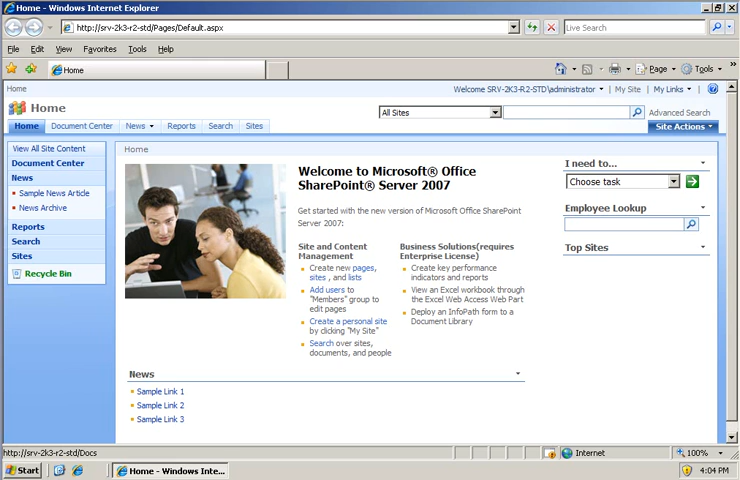 Home - Windows Internet Explorer
http://srv-2k3-r2-std/Pages/Default.aspx
Live Search
File Edit View Favorites Tools Help
Home
Page Tools
Home
Welcome SRV-2K3-R2-STD\administrator | My Site | My Links |
Home
All Sites
Advanced Search
Home Document Center News Reports Search Sites
Site Actions
View All Site Content
Document Center
News
Sample News Article
News Archive
Reports
Search
Sites
Recycle Bin
Home
Welcome to Microsoft® Office
SharePoint® Server 2007
Get started with the new version of Microsoft Office SharePoint
Server 2007:
Site and Content
Management
Create new pages,
sites , and lists
Add users to
"Members" group to
edit pages
Create a personal site
by clicking "My Site"
Search over sites,
documents, and people
Business Solutions(requires
Enterprise License)
Create key performance
indicators and reports
View an Excel workbook through
the Excel Web Access Web Part
Deploy an InfoPath form to a
Document Library
News
Sample Link 1
Sample Link 2
Sample Link 3
I need to...
Choose task
Employee Lookup
Top Sites
http://srv-2k3-r2-std/Docs
Internet
100%
Start
Home - Windows Inte...
4:04 PM